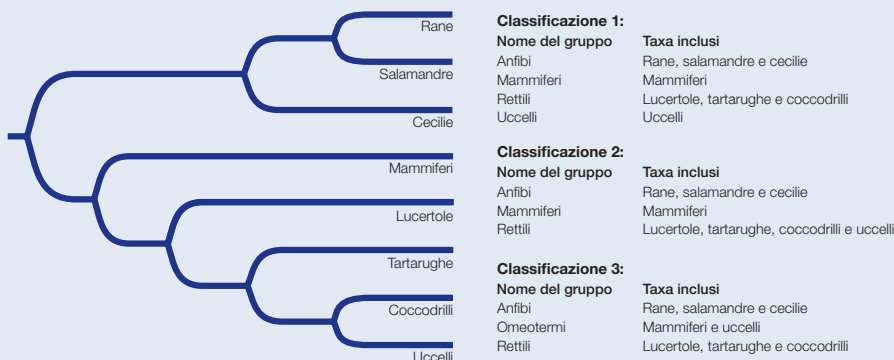 Rane
Salamandre
Cecilie
Mammiferi
Lucertole
Tartarughe
Coccodrilli
Uccelli
Classificazione 1:
Nome del gruppo Taxa inclusi
Anfibi Rane, salamandre e cecilie
Mammiferi Mammiferi
Rettili Lucertole, tartarughe e coccodrilli
Uccelli Uccelli
Classificazione 2:
Nome del gruppo Taxa inclusi
Anfibi Rane, salamandre e cecilie
Mammiferi Mammiferi
Rettili Lucertole, tartarughe, coccodrilli e uccelli
Classificazione 3:
Nome del gruppo Taxa inclusi
Anfibi Rane, salamandre e cecilie
Omeotermi Mammiferi e uccelli
Rettili Lucertole, tartarughe e coccodrilli